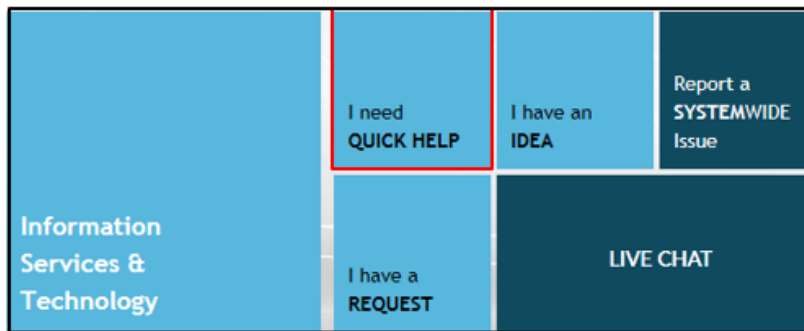 I need
QUICK HELP
I have an
IDEA
Report a
SYSTEMWIDE
Issue
Information
Services &
Technology
I have a
REQUEST
LIVE CHAT